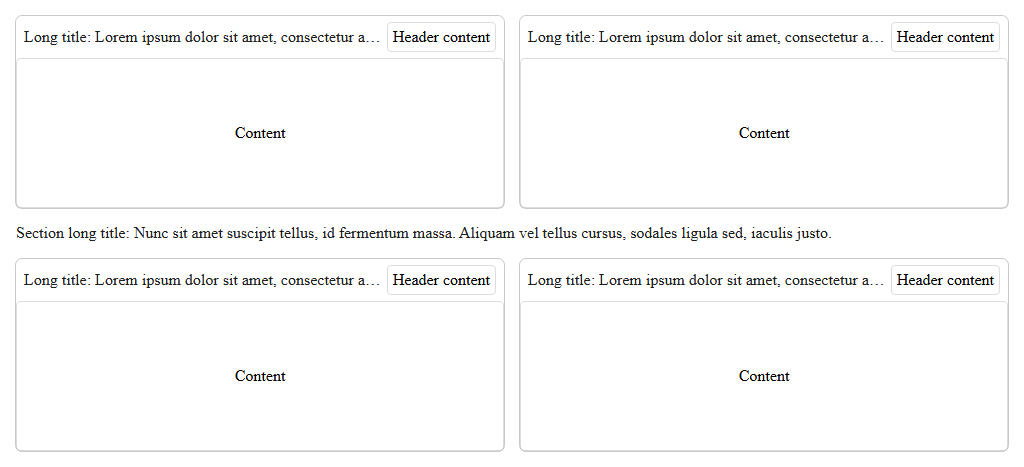 Long title: Lorem ipsum dolor sit amet, consectetur a… Header content
Content
Long title: Lorem ipsum dolor sit amet, consectetur a… Header content
Content
Section long title: Nunc sit amet suscipit tellus, id fermentum massa. Aliquam vel tellus cursus, sodales ligula sed, iaculis justo.
Long title: Lorem ipsum dolor sit amet, consectetur a… Header content
Content
Long title: Lorem ipsum dolor sit amet, consectetur a… Header content
Content